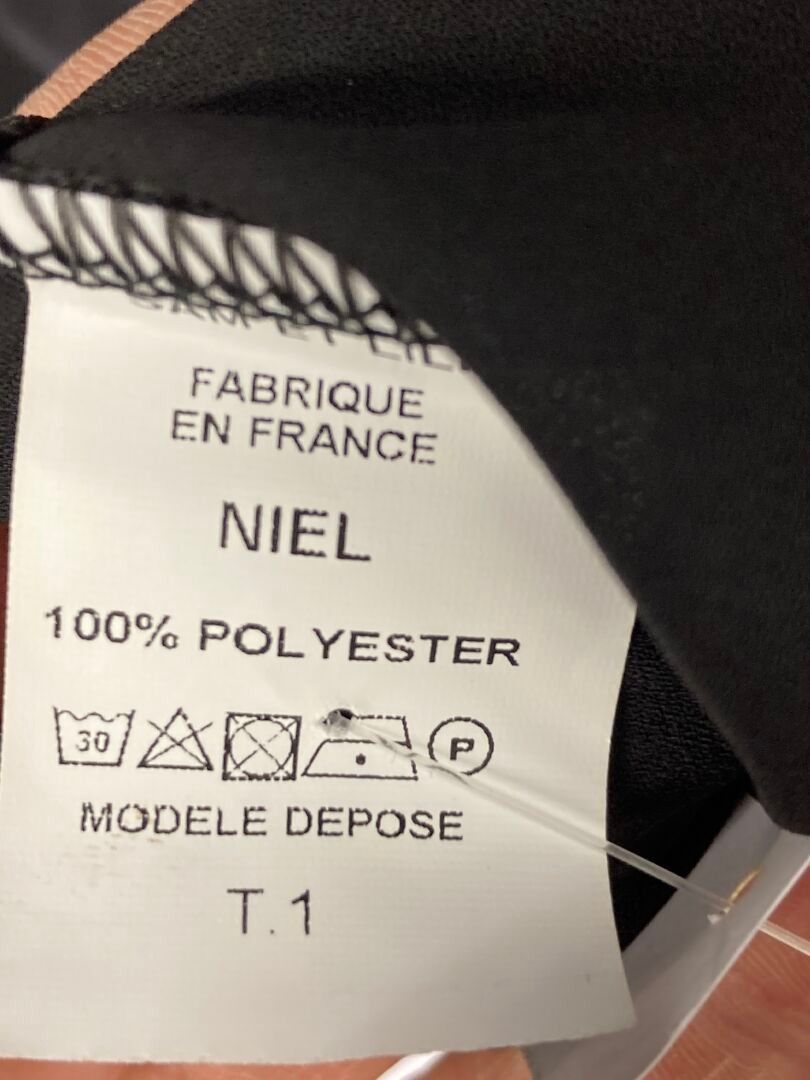 FABRIQUE
EN FRANCE
NIEL
100% POLYESTER
30 P
MODELE DEPOSE
T.1